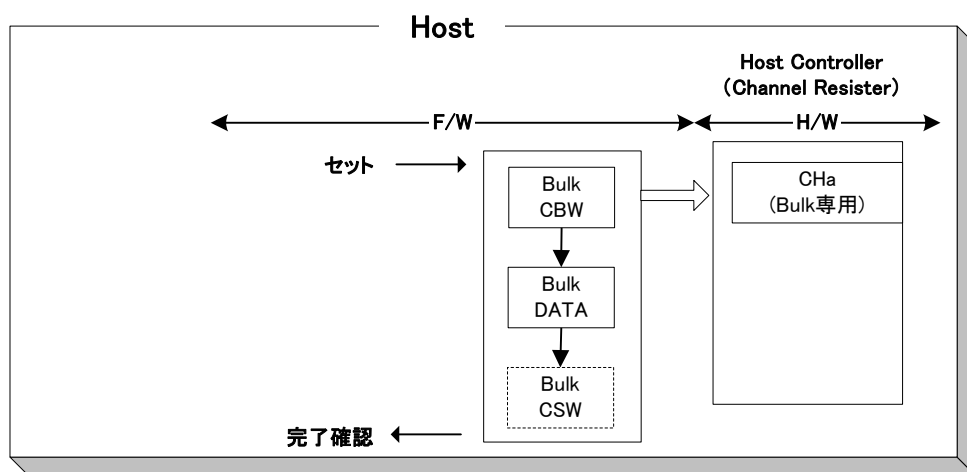 Host
Host Controller
(Channel Resister)
F/W
H/W
セット
Bulk
CBW
CHa
(Bulk専用)
Bulk
DATA
Bulk
CSW
完了確認